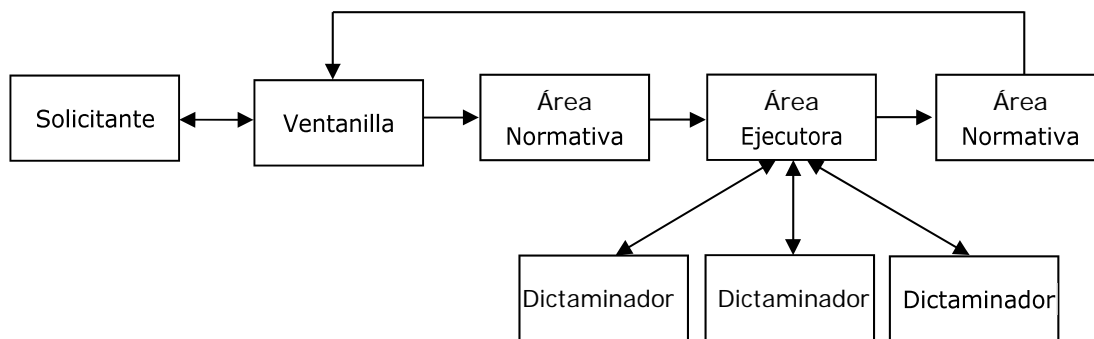 Solicitante
Ventanilla
Área
Normativa
Área
Ejecutora
Área
Normativa
Dictaminador
Dictaminador
Dictaminador